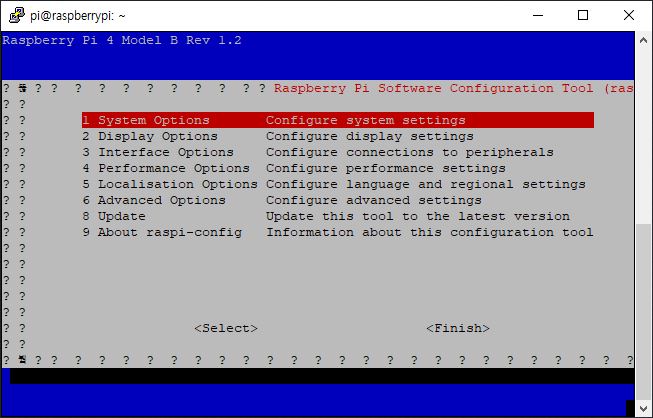 pi@raspberrypi: ~
Raspberry Pi 4 Model B Rev 1.2
? ? ? ? ? ? ? ? ? ? ? Raspberry Pi Software Configuration Tool (ras
? ?
? ? 1 System Options Configure system settings
? ? 2 Display Options Configure display settings
? ? 3 Interface Options Configure connections to peripherals
? ? 4 Performance Options Configure performance settings
? ? 5 Localisation Options Configure language and regional settings
? ? 6 Advanced Options Configure advanced settings
? ? 8 Update Update this tool to the latest version
? ? 9 About raspi-config Information about this configuration tool
? ?
? ?
? ?
? ?
? ?
? ? <Select> <Finish>
? ?
? ? ? ? ? ? ? ? ? ? ? ? ? ? ? ? ? ? ? ? ? ? ? ? ? ? ?